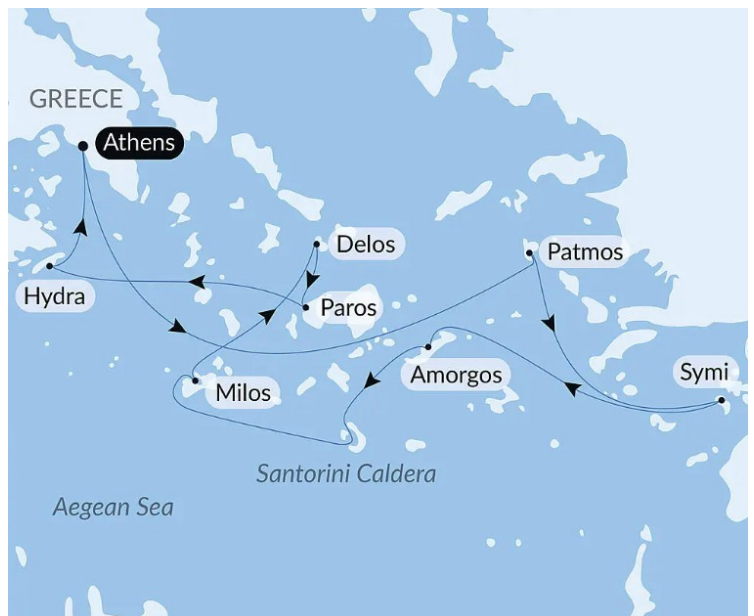 GREECE
Athens
Delos
Patmos
Hydra
Paros
Symi
Amorgos
Milos
Santorini Caldera
Aegean Sea